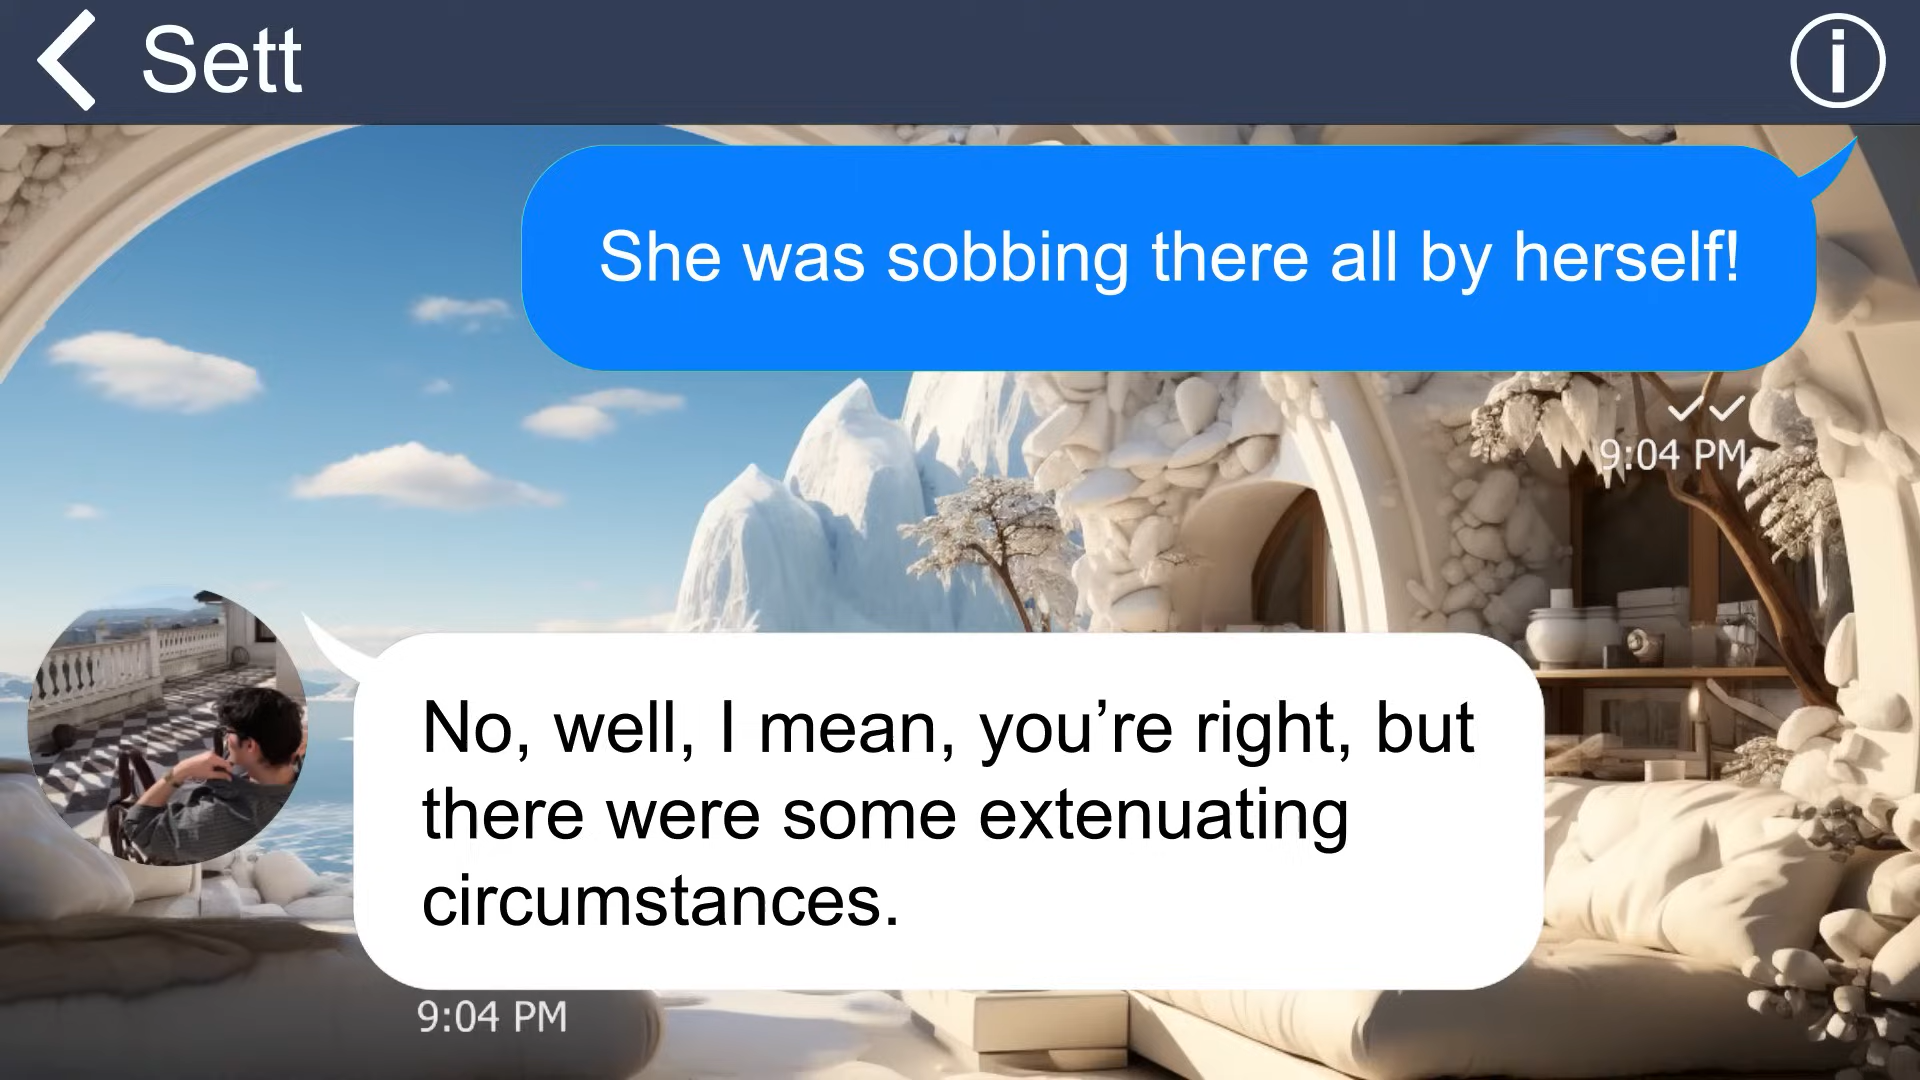 Sett
She was sobbing there all by herself!
9:04 PM
No, well, I mean, you’re right, but
there were some extenuating
circumstances.
9:04 PM